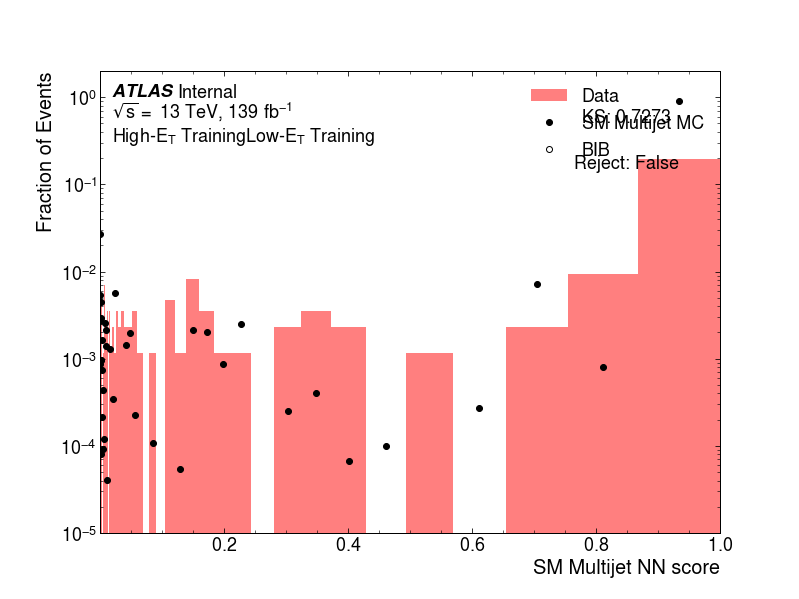 ATLAS Internal
√s = 13 TeV, 139 fb⁻¹
High-E_T TrainingLow-E_T Training
Data
KS: 0.7273
SM Multijet MC
BIB
Reject: False
Fraction of Events
10⁰
10⁻¹
10⁻²
10⁻³
10⁻⁴
10⁻⁵
0.2 0.4 0.6 0.8 1.0
SM Multijet NN score